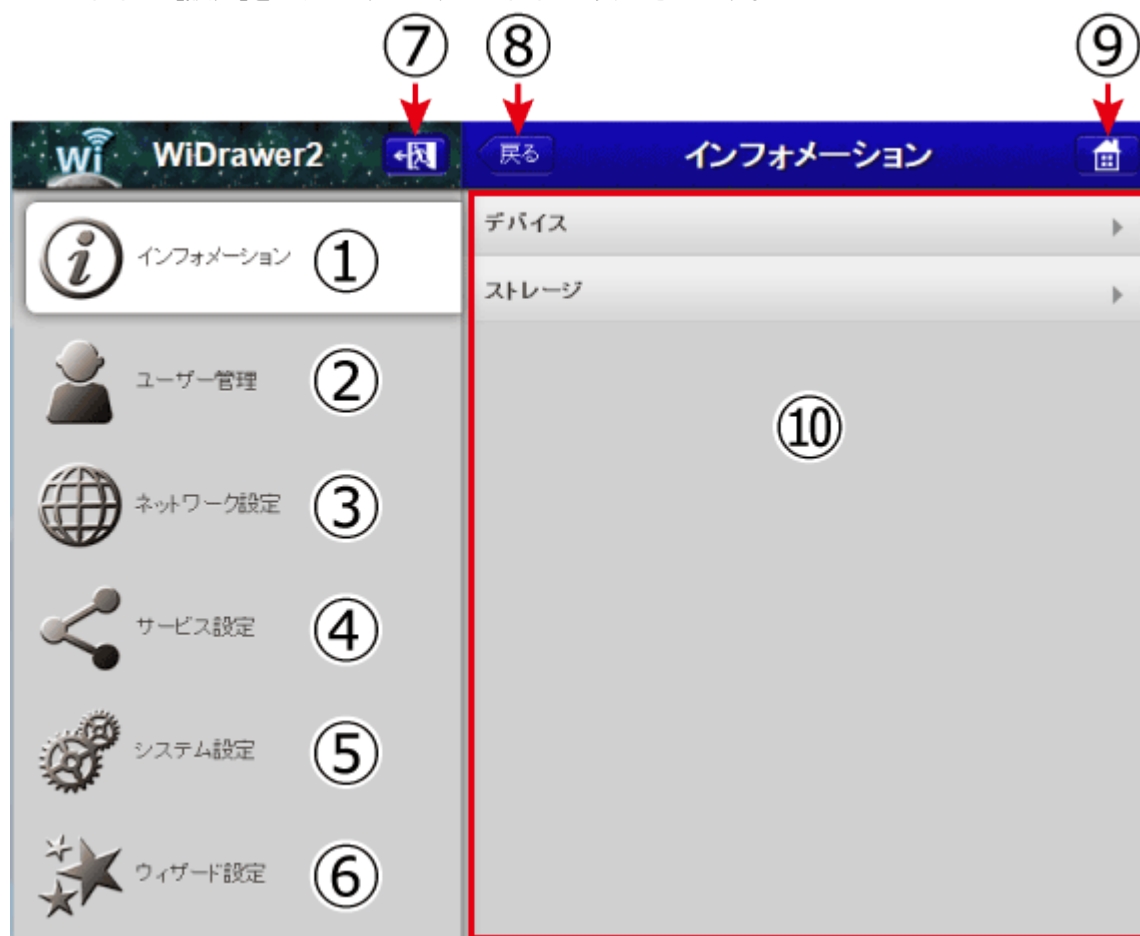 ⑦ ⑧ ⑨
Wi WiDrawer2 戻る インフォメーション
インフォメーション ①
デバイス
ストレージ
ユーザー管理 ②
⑩
ネットワーク設定 ③
サービス設定 ④
システム設定 ⑤
ウィザード設定 ⑥